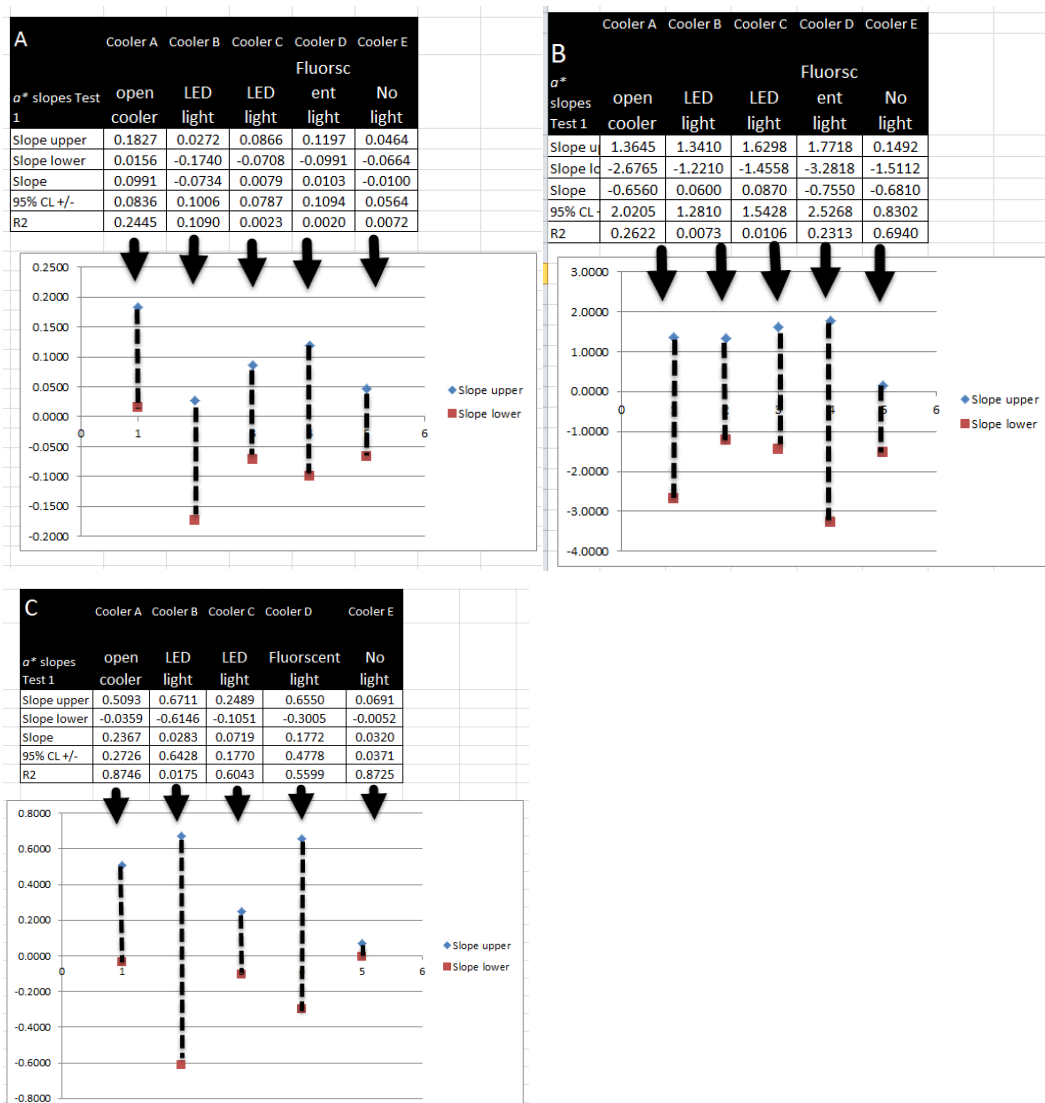 A Cooler A Cooler B Cooler C Cooler D Cooler E
Fluorsc
a* slopes Test open LED LED ent No
1 cooler light light light light
Slope upper 0.1827 0.0272 0.0866 0.1197 0.0464
Slope lower 0.0156 -0.1740 -0.0708 -0.0991 -0.0664
Slope 0.0991 -0.0734 0.0079 0.0103 -0.0100
95% CL +/- 0.0836 0.1006 0.0787 0.1094 0.0564
R2 0.2445 0.1090 0.0023 0.0020 0.0072
0.2500
0.2000
0.1500
0.1000
0.0500
0.0000
-0.0500
-0.1000
-0.1500
-0.2000
0 1 6
Slope upper
Slope lower
Cooler A Cooler B Cooler C Cooler D Cooler E
B
Fluorsc
a*
slopes open LED LED ent No
Test 1 cooler light light light light
Slope u 1.3645 1.3410 1.6298 1.7718 0.1492
Slope lo -2.6765 -1.2210 -1.4558 -3.2818 -1.5112
Slope -0.6560 0.0600 0.0870 -0.7550 -0.6810
95% CL 2.0205 1.2810 1.5428 2.5268 0.8302
R2 0.2622 0.0073 0.0106 0.2313 0.6940
3.0000
2.0000
1.0000
0.0000
-1.0000
-2.0000
-3.0000
-4.0000
0 2 3 4 5 6
Slope upper
Slope lower
C Cooler A Cooler B Cooler C Cooler D Cooler E
a* slopes open LED LED Fluorscent No
Test 1 cooler light light light light
Slope upper 0.5093 0.6711 0.2489 0.6550 0.0691
Slope lower -0.0359 -0.6146 -0.1051 -0.3005 -0.0052
Slope 0.2367 0.0283 0.0719 0.1772 0.0320
95% CL +/- 0.2726 0.6428 0.1770 0.4778 0.0371
R2 0.8746 0.0175 0.6043 0.5599 0.8725
0.8000
0.6000
0.4000
0.2000
0.0000
-0.2000
-0.4000
-0.6000
-0.8000
0 1 5 6
Slope upper
Slope lower